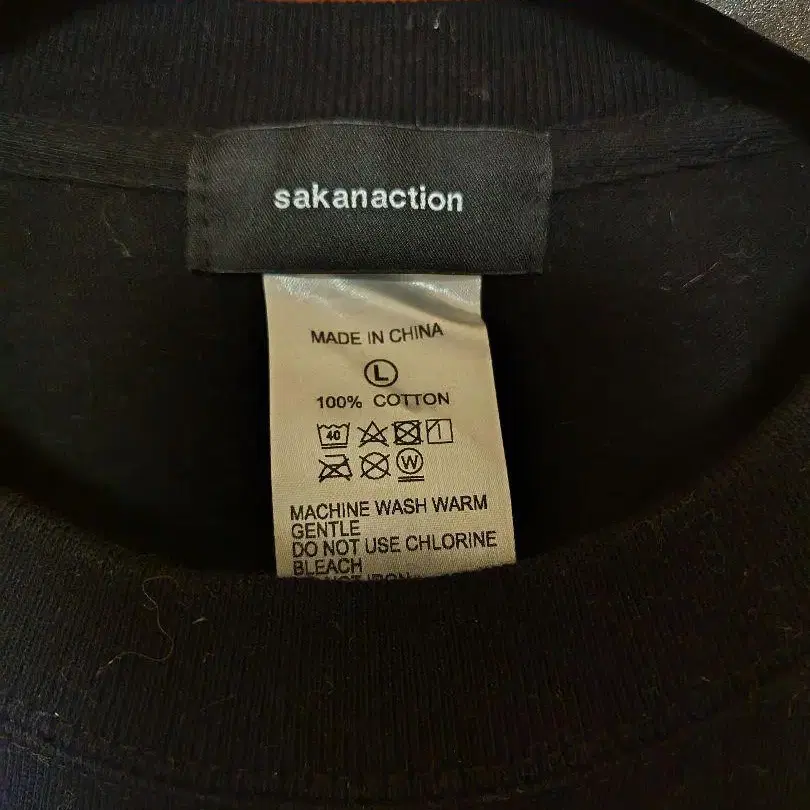 sakanaction
MADE IN CHINA
L
100% COTTON
40
W
MACHINE WASH WARM
GENTLE
DO NOT USE CHLORINE
BLEACH